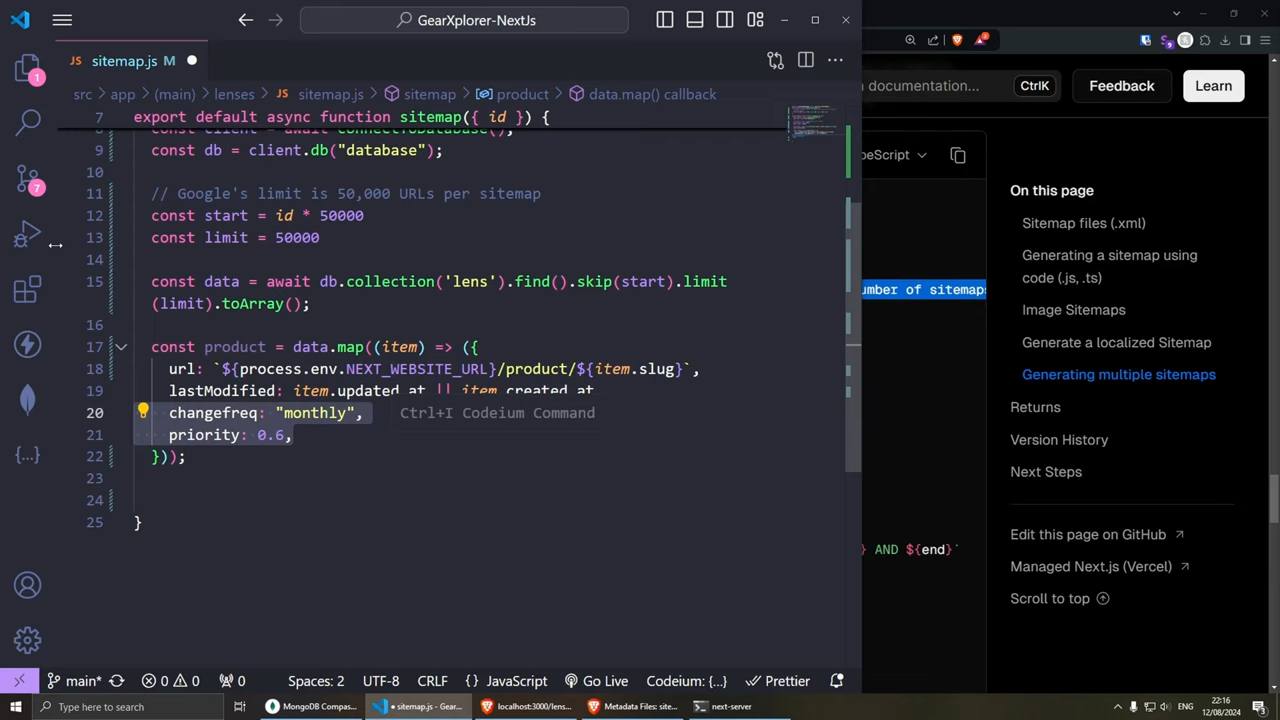 GearXplorer-NextJs
sitemap.js M
src app (main) lenses JS sitemap.js sitemap product data.map() callback
export default async function sitemap({ id }) {
const client = await connectToDatabase();
9 const db = client.db("database");
10
11 // Google's limit is 50,000 URLs per sitemap
12 const start = id * 50000
13 const limit = 50000
14
15 const data = await db.collection('lens').find().skip(start).limit
(limit).toArray();
16
17 const product = data.map((item) => ({
18 url: `${process.env.NEXT_WEBSITE_URL}/product/${item.slug}`,
19 lastModified: item.updated_at || item.created_at
20 changefreq: "monthly", Ctrl+I Codeium Command
21 priority: 0.6,
22 }));
23
24
25 }
1
7
main* 0 0 0 Spaces: 2 UTF-8 CRLF {} JavaScript Go Live Codeium: {...} Prettier
documentation... CtrlK Feedback Learn
peScript
umber of sitemaps
} AND ${end}`
On this page
Sitemap files (.xml)
Generating a sitemap using
code (.js, .ts)
Image Sitemaps
Generate a localized Sitemap
Generating multiple sitemaps
Returns
Version History
Next Steps
Edit this page on GitHub
Managed Next.js (Vercel)
Scroll to top
Type here to search MongoDB Compas... sitemap.js - Gear... localhost:3000/lens... Metadata Files: site... next-server ENG 22:16
12/08/2024